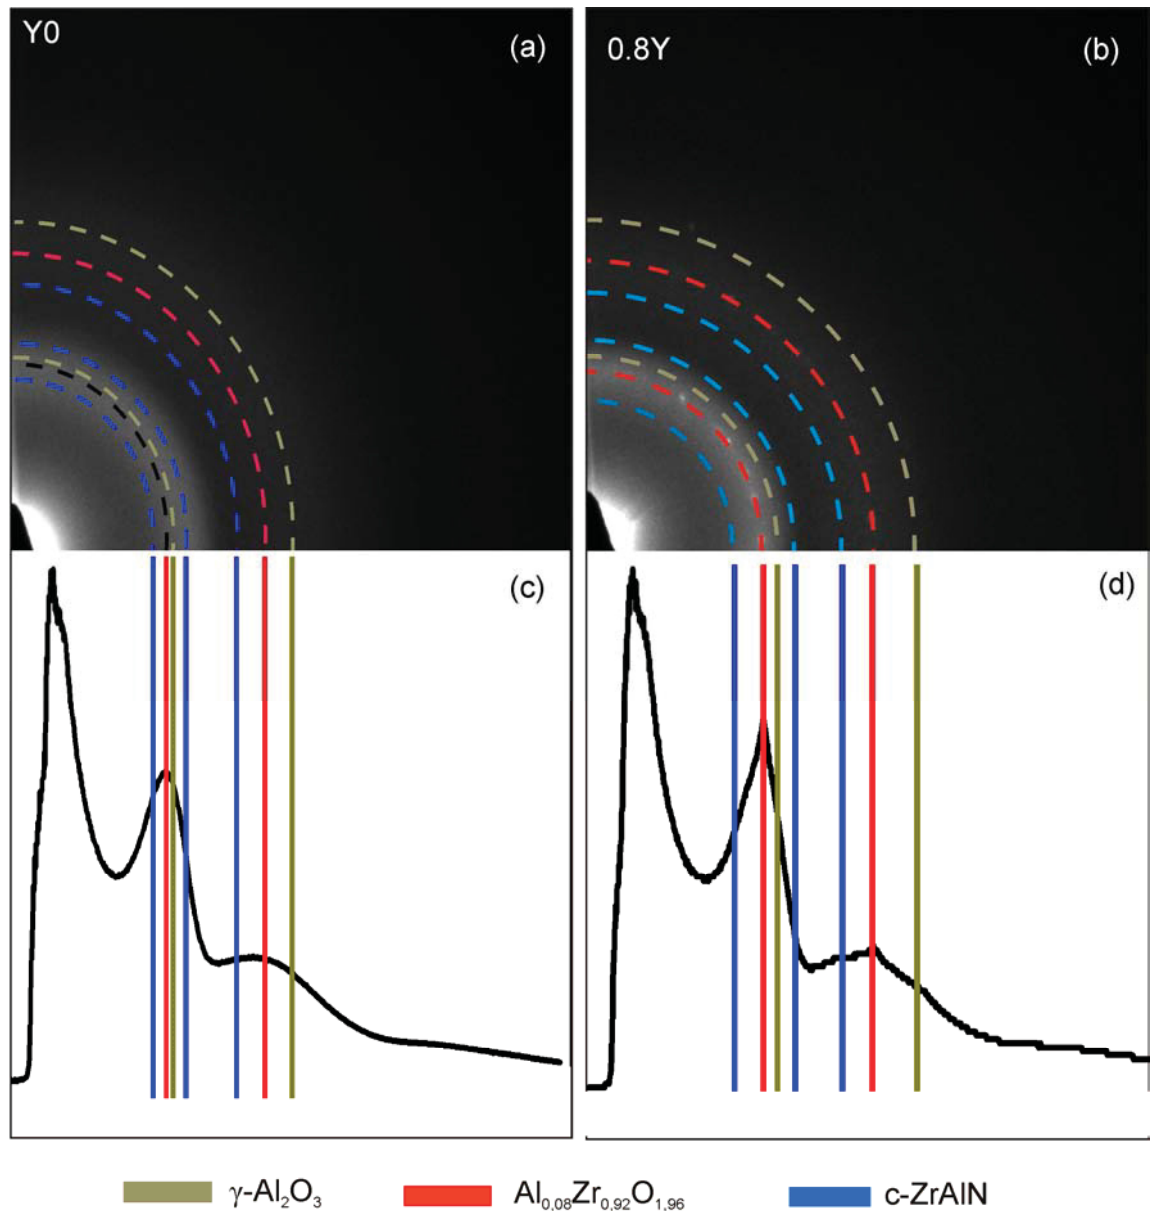 Y0 (a)
0.8Y (b)
(c)
(d)
γ-Al₂O₃ Al₀,₀₈Zr₀,₉₂O₁,₉₆ c-ZrAlN